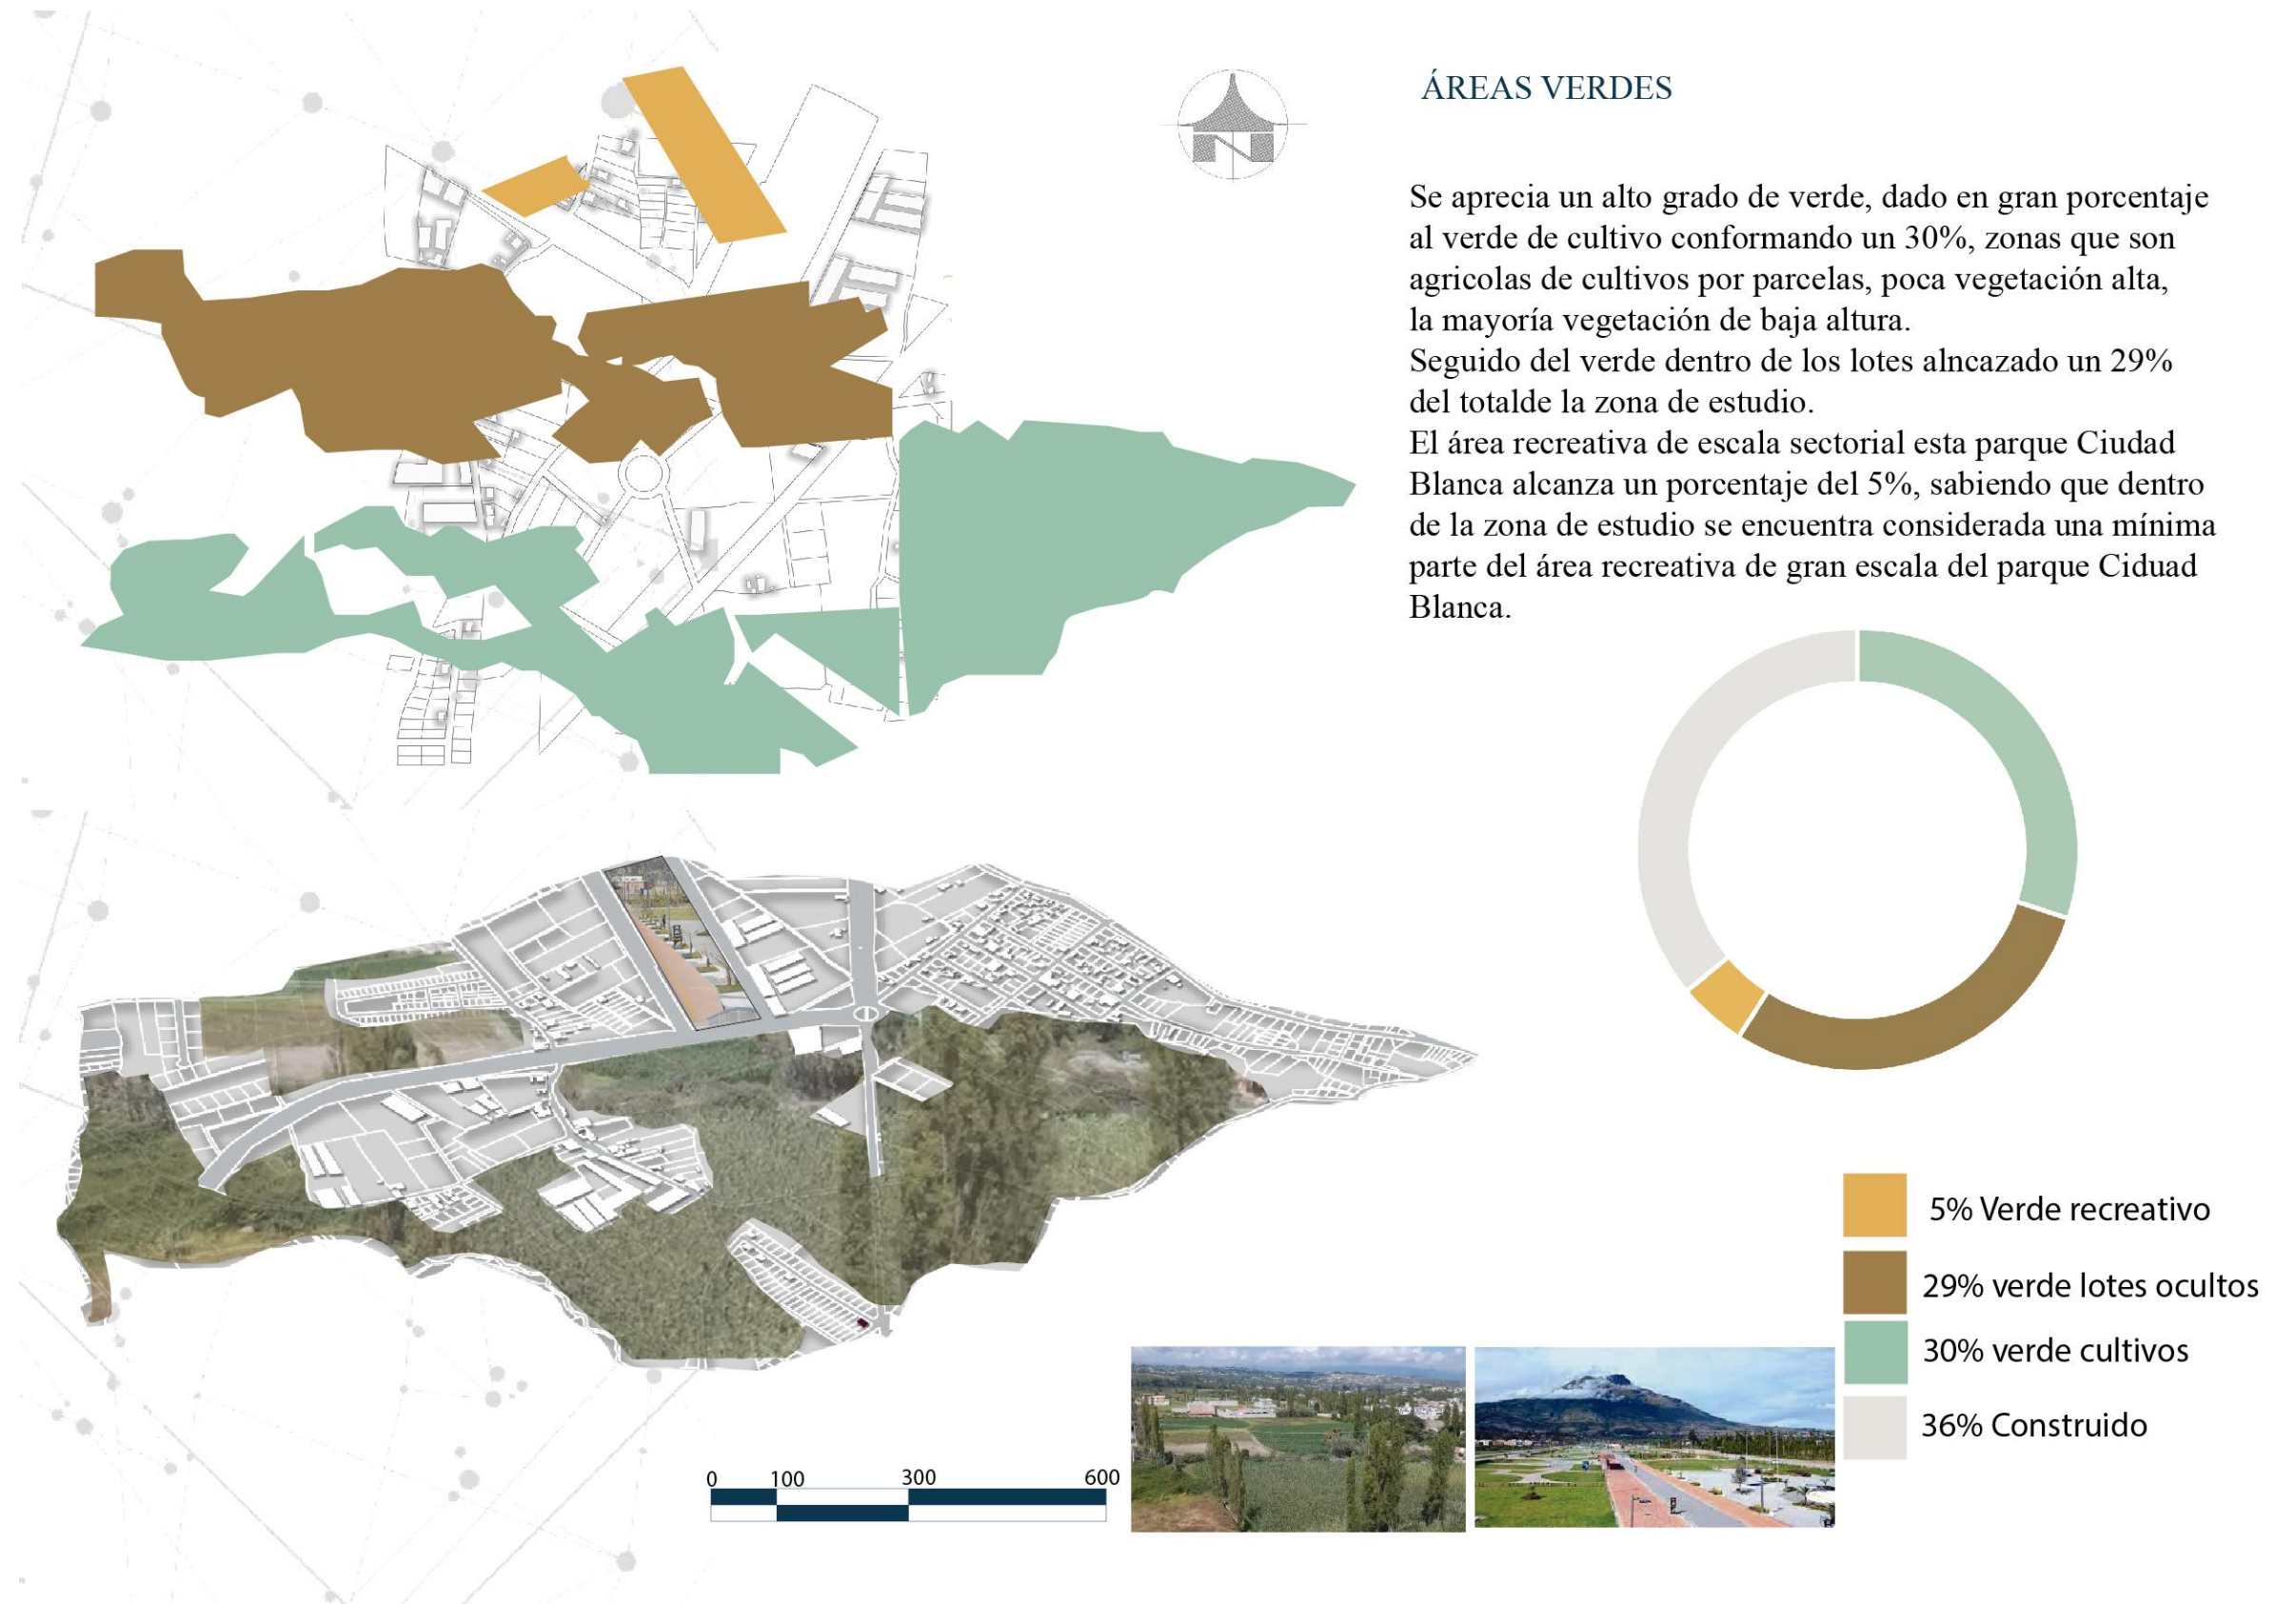 N
ÁREAS VERDES
Se aprecia un alto grado de verde, dado en gran porcentaje
al verde de cultivo conformando un 30%, zonas que son
agricolas de cultivos por parcelas, poca vegetación alta,
la mayoría vegetación de baja altura.
Seguido del verde dentro de los lotes alncazado un 29%
del totalde la zona de estudio.
El área recreativa de escala sectorial esta parque Ciudad
Blanca alcanza un porcentaje del 5%, sabiendo que dentro
de la zona de estudio se encuentra considerada una mínima
parte del área recreativa de gran escala del parque Ciduad
Blanca.
5% Verde recreativo
29% verde lotes ocultos
30% verde cultivos
36% Construido
0 100 300 600